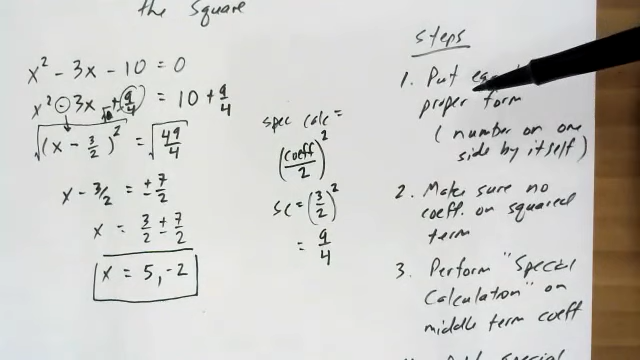 the Square
x² - 3x - 10 = 0
x² - 3x + 9/4 = 10 + 9/4
√(x - 3/2)² = √49/4
x - 3/2 = ± 7/2
x = 3/2 ± 7/2
x = 5, -2
spec calc =
(coeff/2)²
sc = (3/2)²
= 9/4
steps
1. Put
proper form
(number on one
side by itself)
2. Make sure no
coeff. on squared
term
3. Perform "Special
Calculation" on
middle term coeff
special